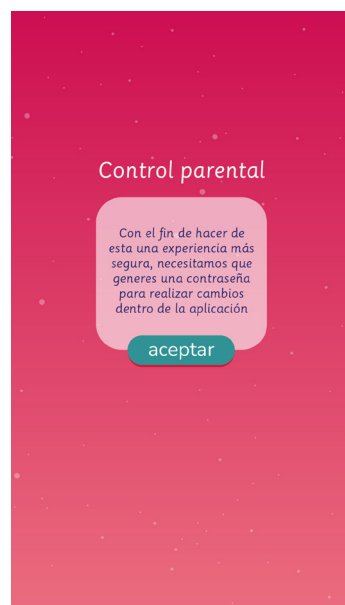 Control parental
Con el fin de hacer de
esta una experiencia más
segura, necesitamos que
generes una contraseña
para realizar cambios
dentro de la aplicación
aceptar